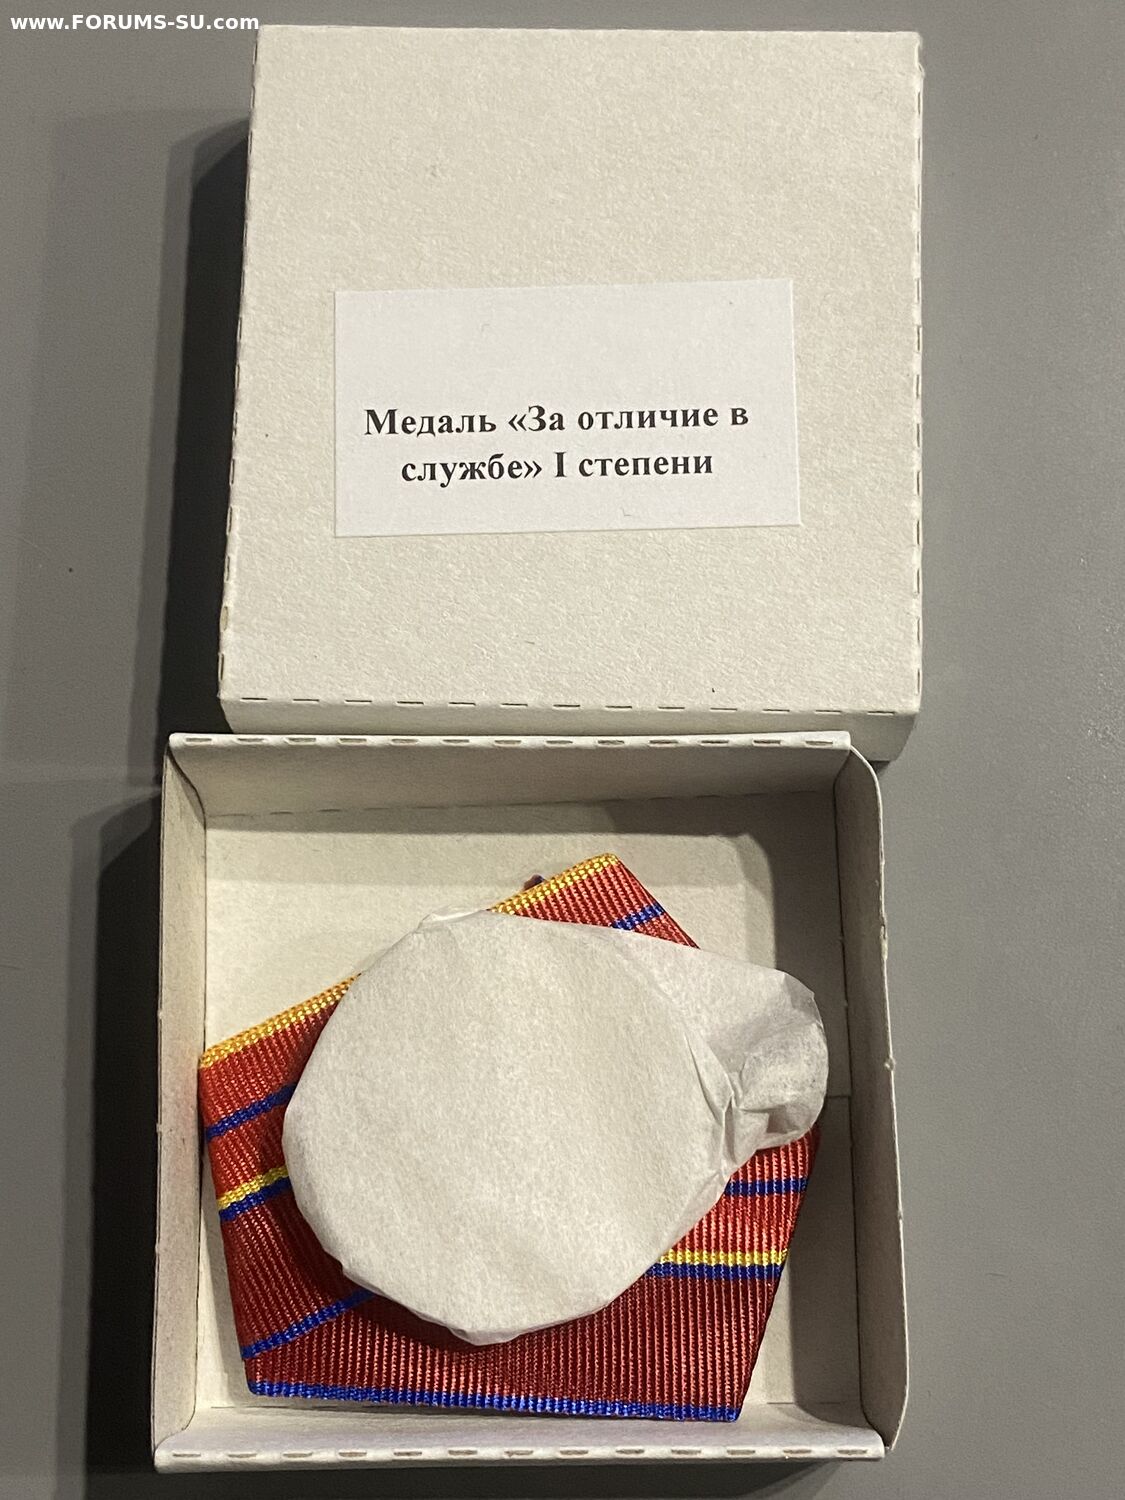 www.FORUMS-SU.com
Медаль «За отличие в
службе» I степени